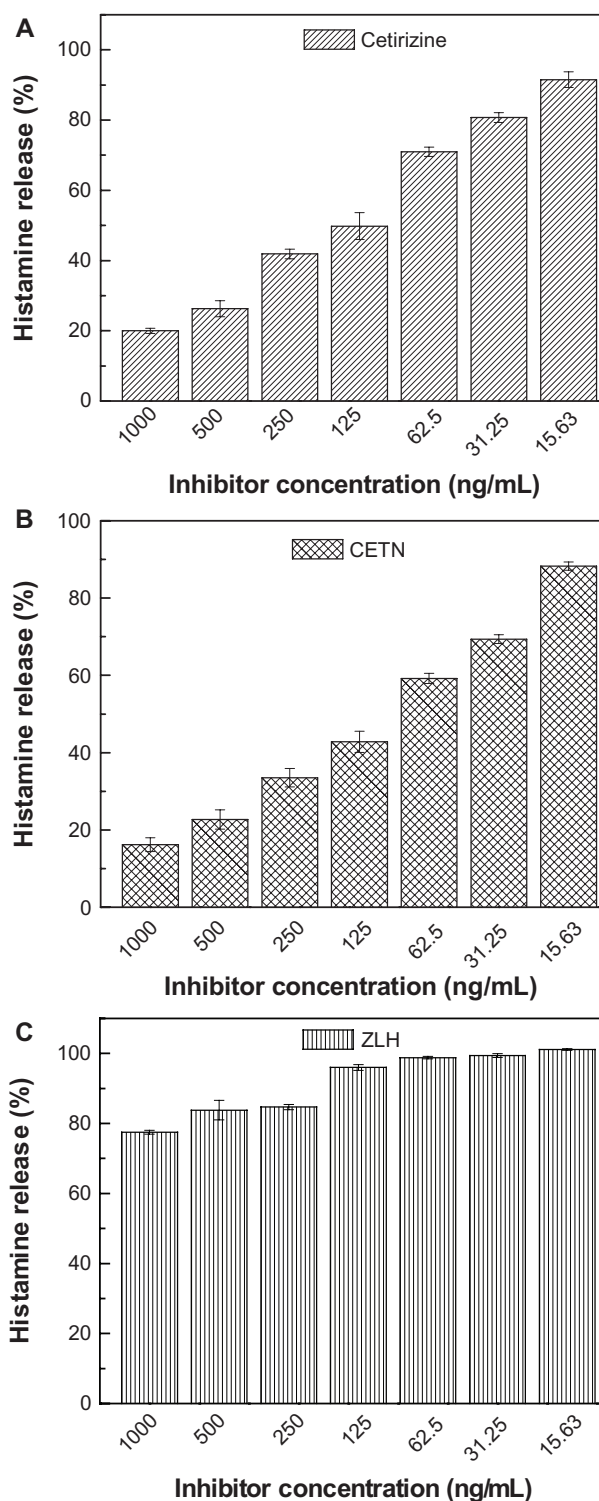 A
Cetirizine
Histamine release (%)
100
80
60
40
20
0
1000 500 250 125 62.5 31.25 15.63
Inhibitor concentration (ng/mL)
B
CETN
Histamine release (%)
100
80
60
40
20
0
1000 500 250 125 62.5 31.25 15.63
Inhibitor concentration (ng/mL)
C
ZLH
Histamine release (%)
100
80
60
40
20
0
1000 500 250 125 62.5 31.25 15.63
Inhibitor concentration (ng/mL)